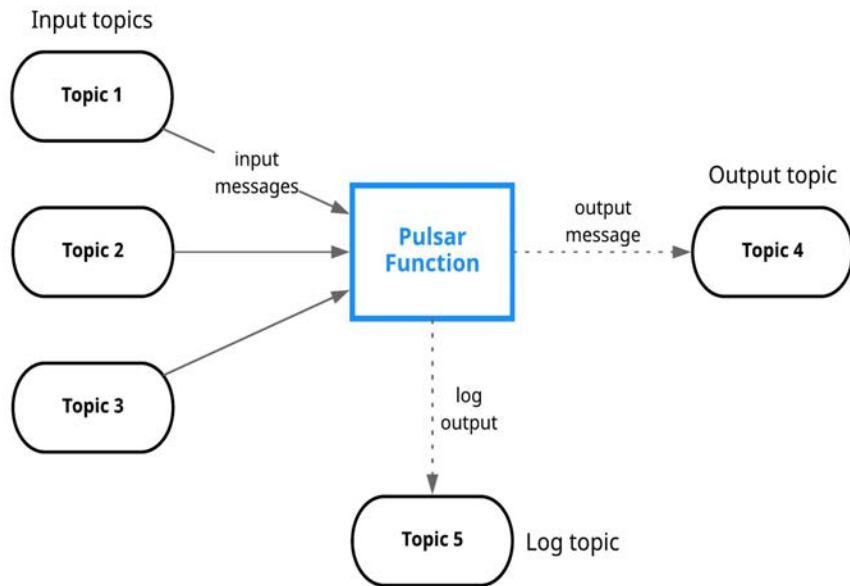 Input topics
Topic 1
input
messages
Topic 2
Topic 3
Pulsar
Function
output
message
Output topic
Topic 4
log
output
Topic 5
Log topic